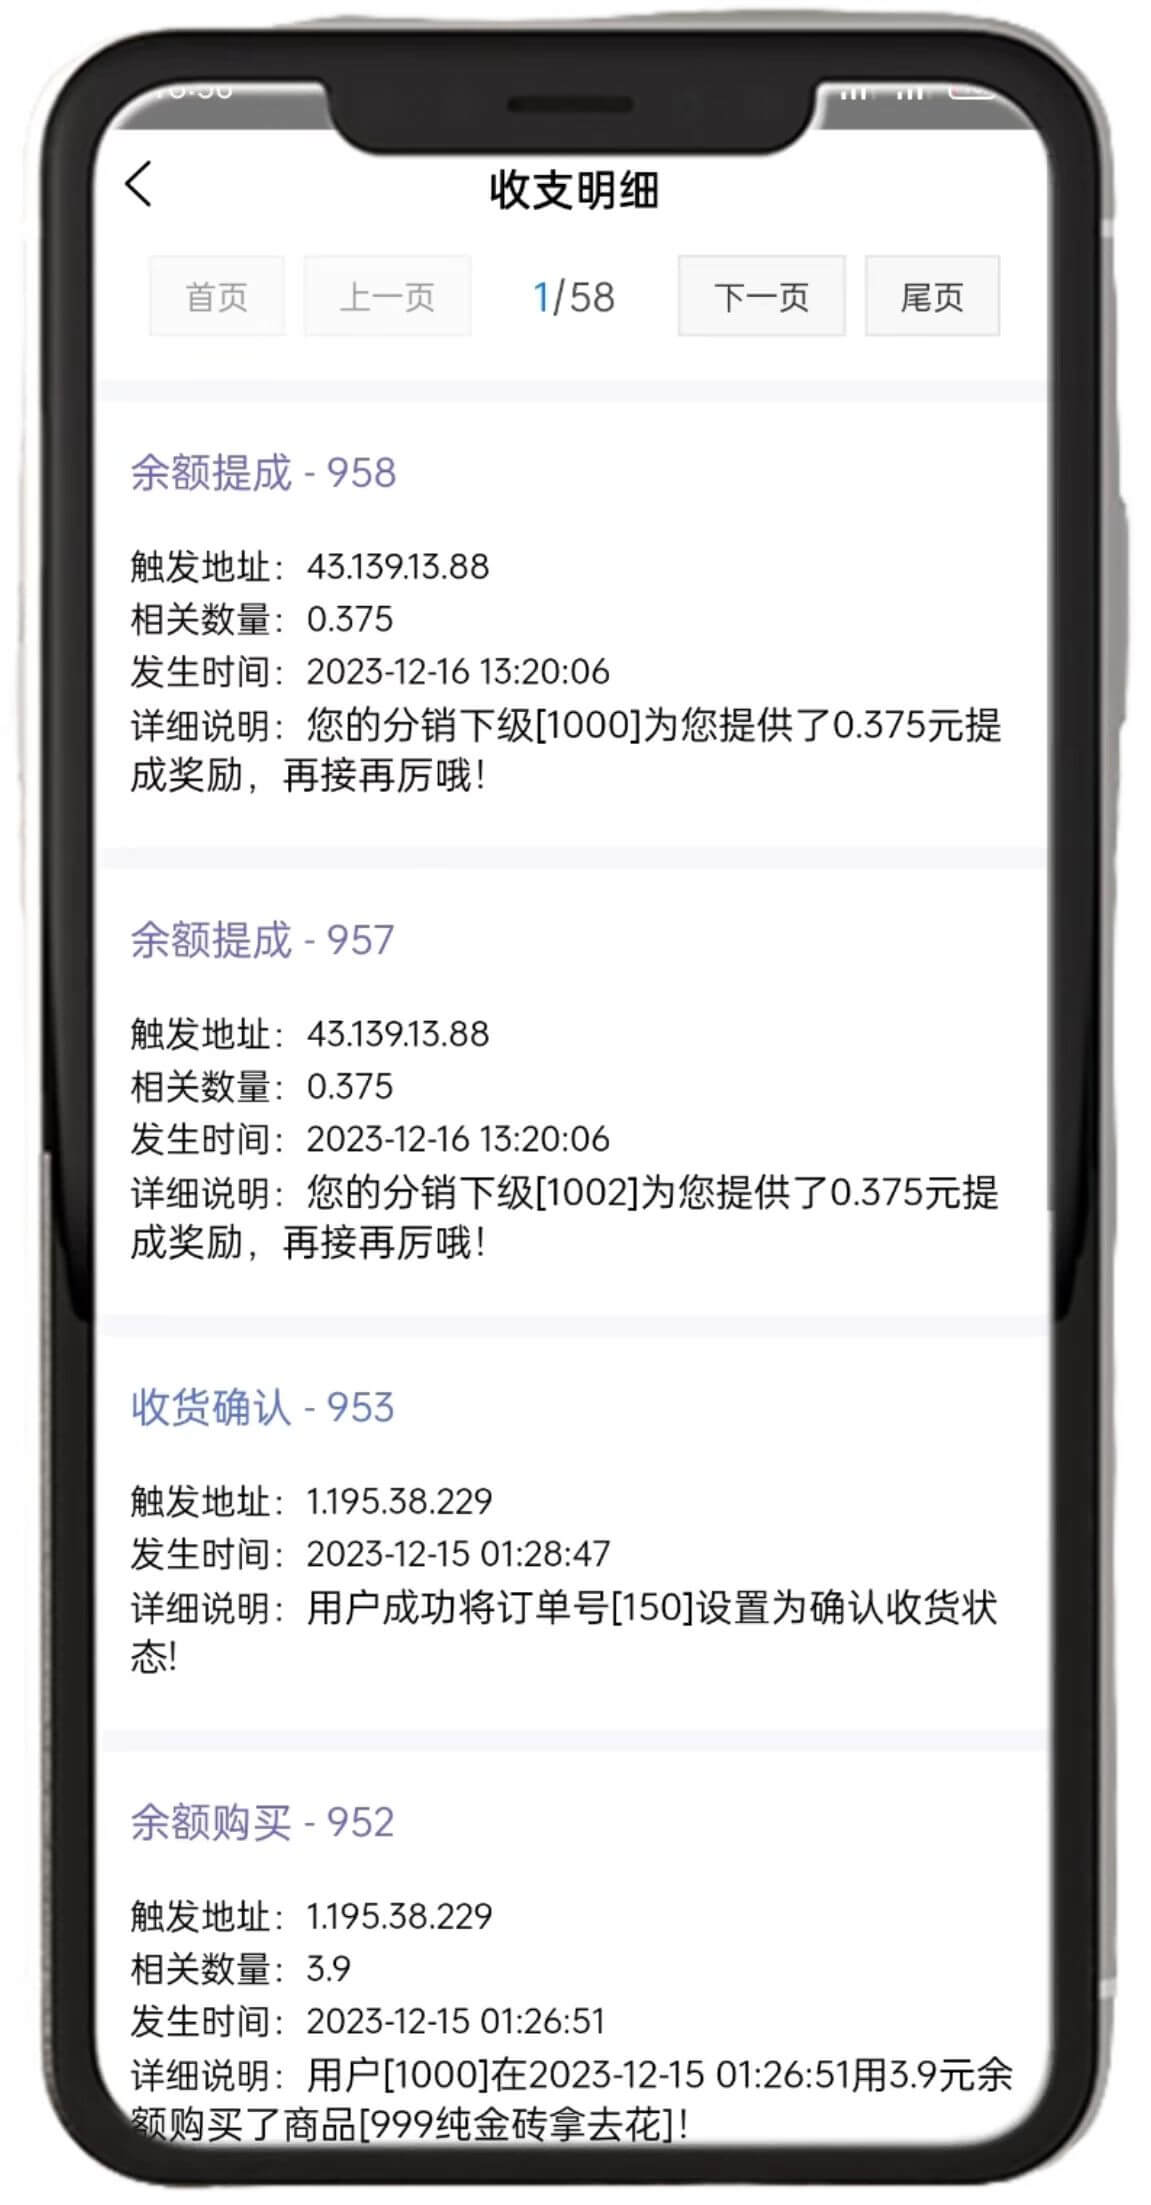 收支明细
首页 上一页 1/58 下一页 尾页
余额提成 - 958
触发地址：43.139.13.88
相关数量：0.375
发生时间：2023-12-16 13:20:06
详细说明：您的分销下级[1000]为您提供了0.375元提
成奖励，再接再厉哦！
余额提成 - 957
触发地址：43.139.13.88
相关数量：0.375
发生时间：2023-12-16 13:20:06
详细说明：您的分销下级[1002]为您提供了0.375元提
成奖励，再接再厉哦！
收货确认 - 953
触发地址：1.195.38.229
发生时间：2023-12-15 01:28:47
详细说明：用户成功将订单号[150]设置为确认收货状
态!
余额购买 - 952
触发地址：1.195.38.229
相关数量：3.9
发生时间：2023-12-15 01:26:51
详细说明：用户[1000]在2023-12-15 01:26:51用3.9元余
额购买了商品[999纯金砖拿去花]！